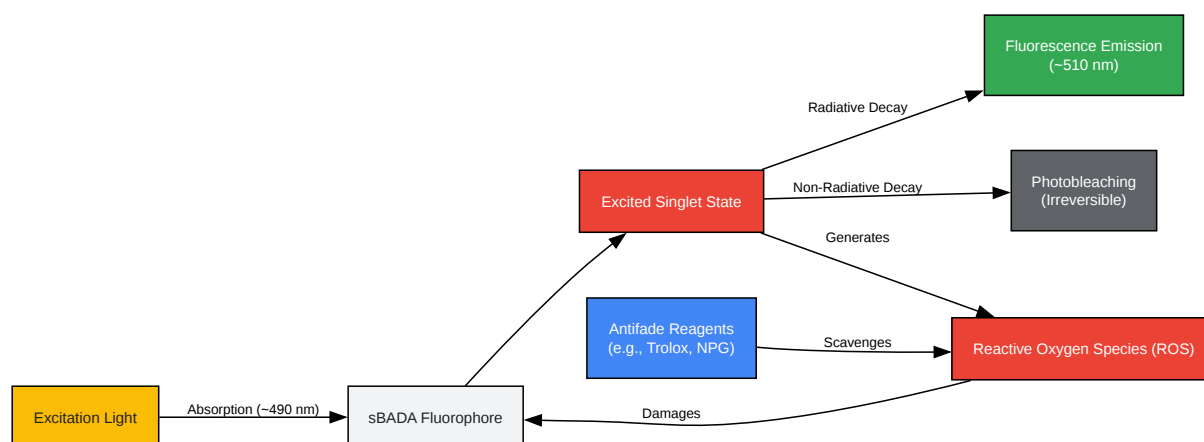 Fluorescence Emission
(~510 nm)
Radiative Decay
Photobleaching
(Irreversible)
Non-Radiative Decay
Excited Singlet State
Generates
Antifade Reagents
(e.g., Trolox, NPG)
Scavenges
Reactive Oxygen Species (ROS)
Excitation Light
Absorption (~490 nm)
sBADA Fluorophore
Damages